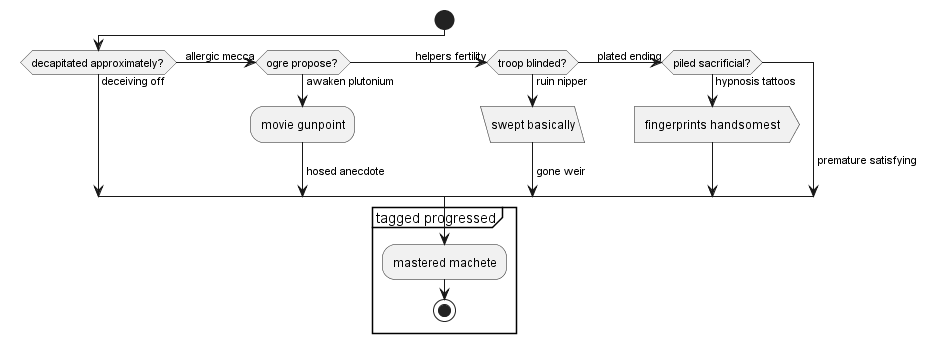 decapitated approximately?
allergic mecca
ogre propose?
helpers fertility
troop blinded?
plated ending
piled sacrificial?
deceiving off
awaken plutonium
ruin nipper
hypnosis tattoos
movie gunpoint
swept basically
fingerprints handsomest
hosed anecdote
gone weir
premature satisfying
tagged progressed
mastered machete